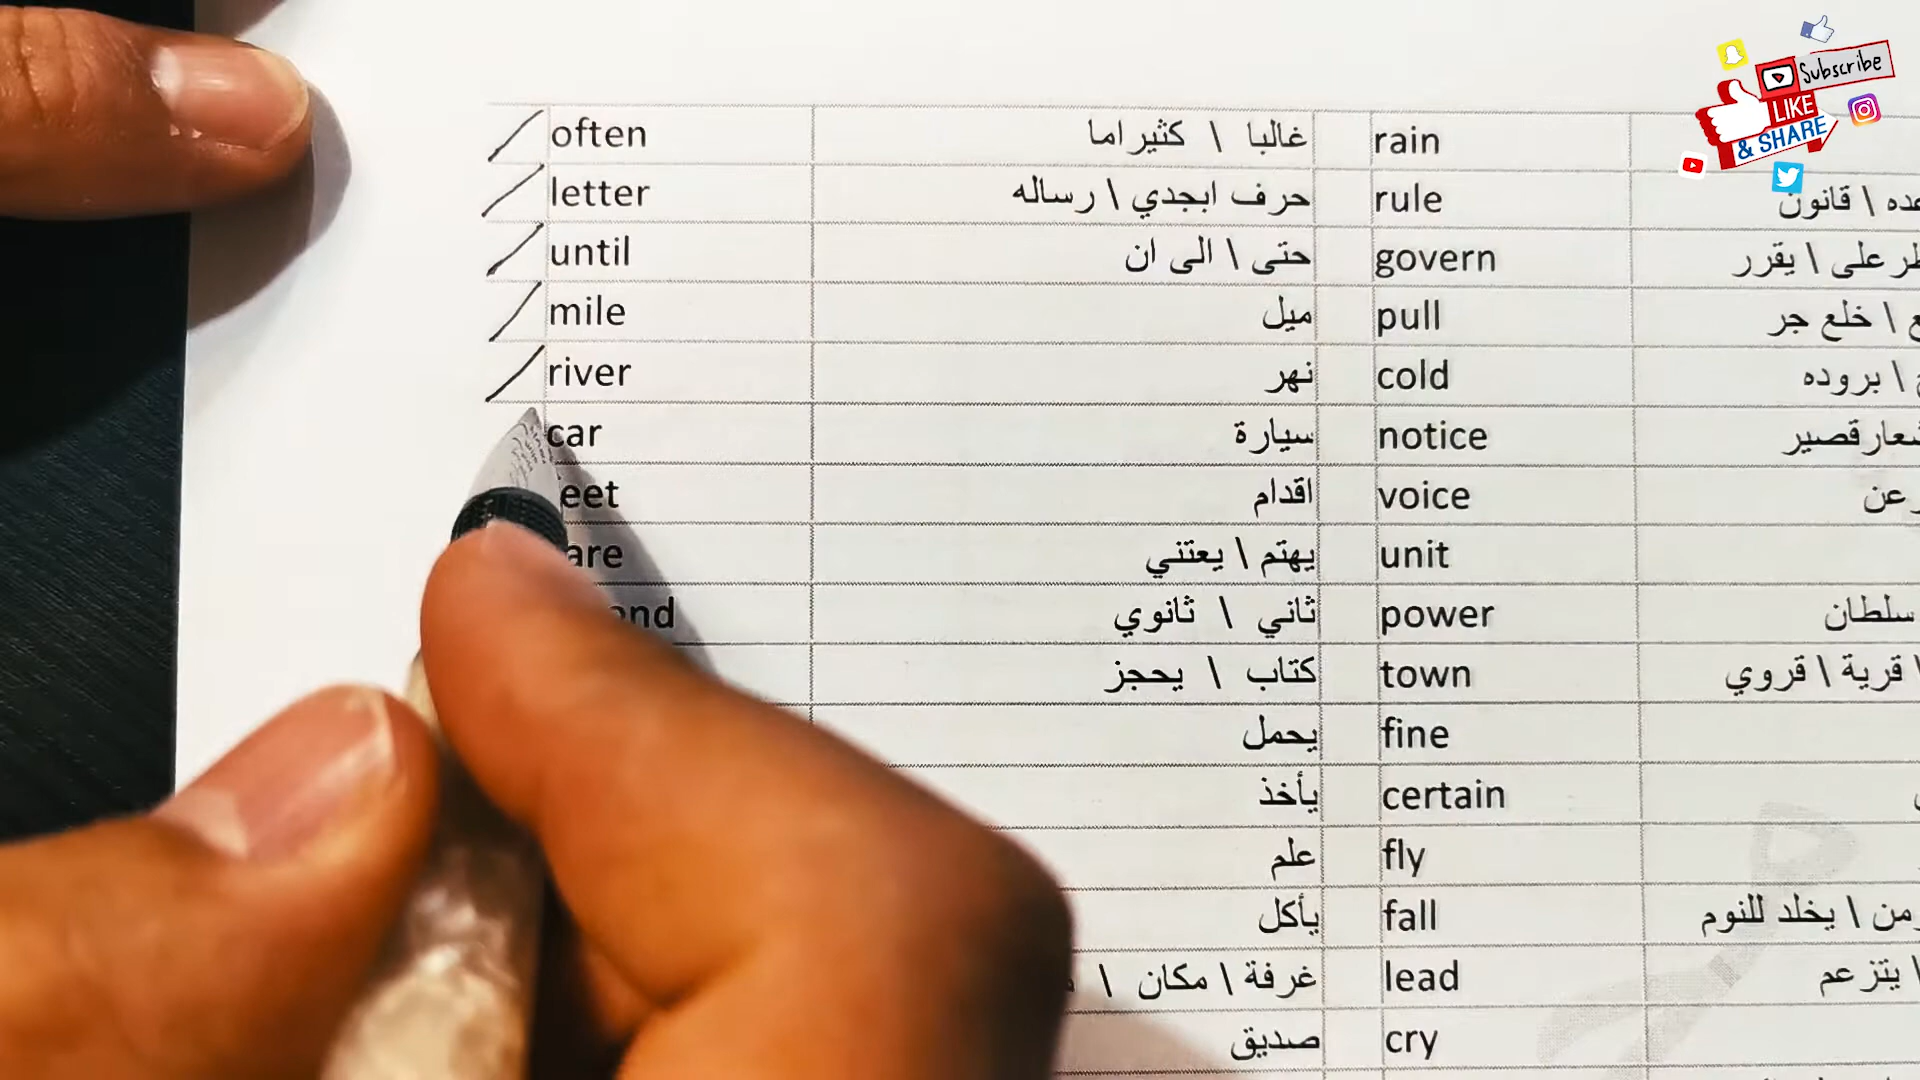 Subscribe
LIKE
& SHARE
often غالبا \ كثيراما rain
letter حرف ابجدي \ رساله rule قانون \
until حتى \ الى ان govern على \ يقرر
mile ميل pull \ خلع جر
river نهر cold \ بروده
car سيارة notice قصير
اقدام voice عن
يهتم \ يعتني unit
ثاني \ ثانوي power سلطان
كتاب \ يحجز town \ قرية \ قروي
يحمل fine
يأخذ certain
علم fly
يأكل fall من \ يخلد للنوم
غرفة \ مكان \ lead \ يتزعم
صديق cry